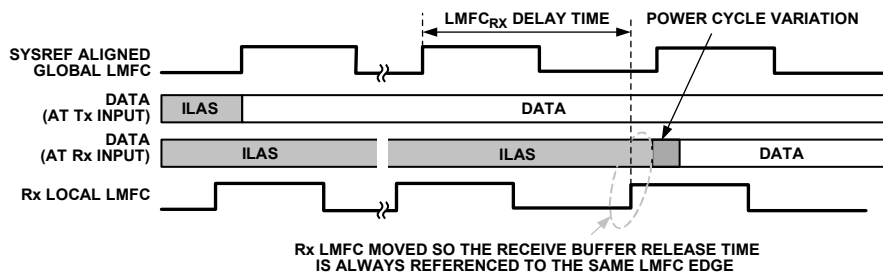 LMFCRX DELAY TIME
POWER CYCLE VARIATION
SYSREF ALIGNED
GLOBAL LMFC
DATA
(AT Tx INPUT)
ILAS
DATA
DATA
(AT Rx INPUT)
ILAS
ILAS
DATA
Rx LOCAL LMFC
Rx LMFC MOVED SO THE RECEIVE BUFFER RELEASE TIME
IS ALWAYS REFERENCED TO THE SAME LMFC EDGE